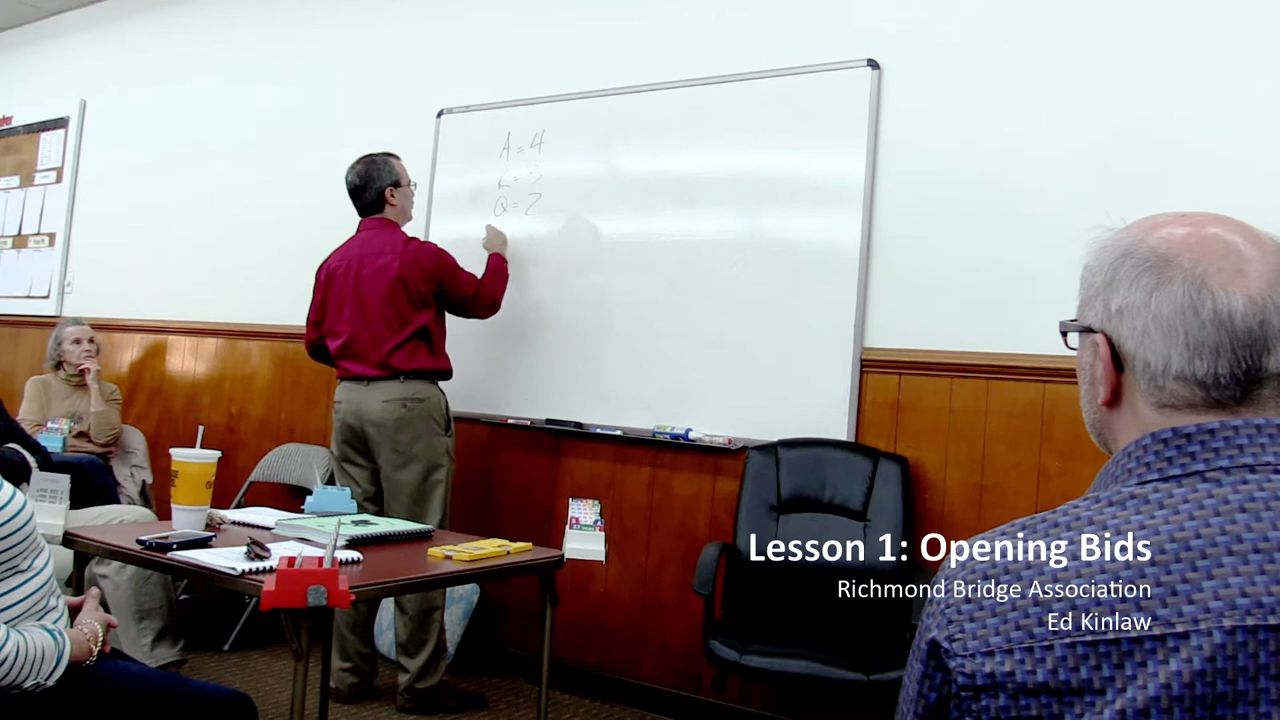 A = 4
K = 3
Q = 2
Lesson 1: Opening Bids
Richmond Bridge Association
Ed Kinlaw